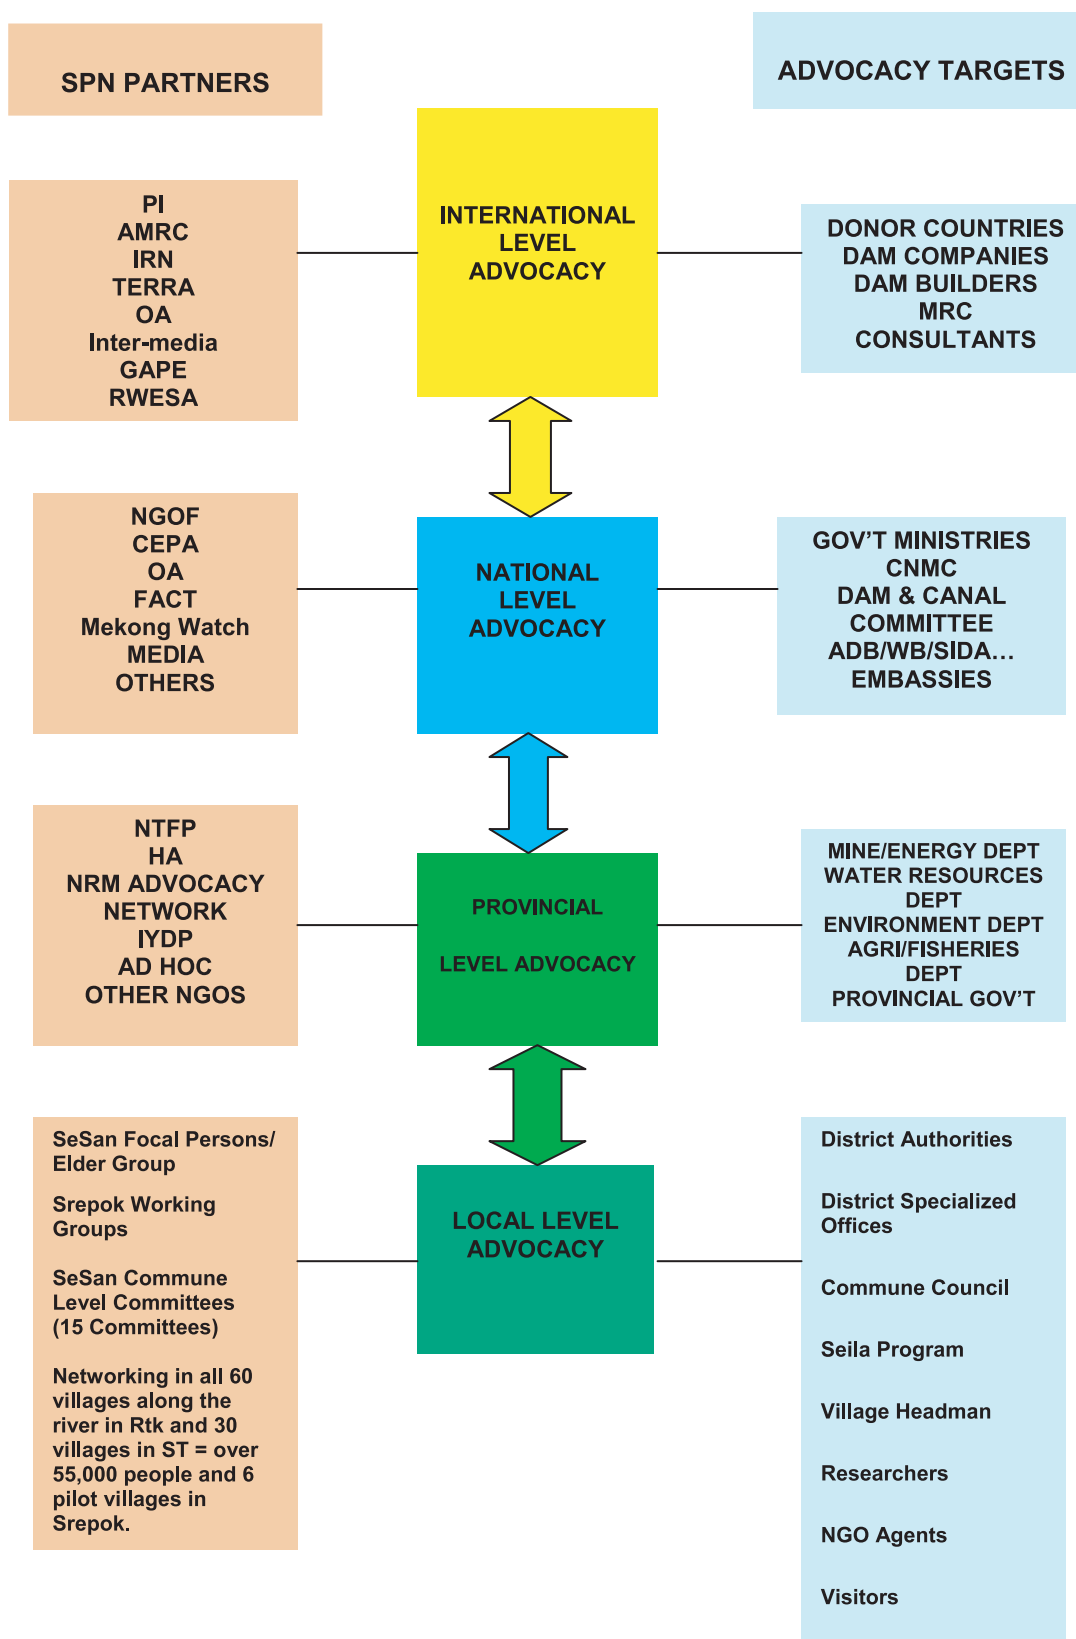 SPN PARTNERS
ADVOCACY TARGETS
PI
AMRC
IRN
TERRA
OA
Inter-media
GAPE
RWESA
INTERNATIONAL
LEVEL
ADVOCACY
DONOR COUNTRIES
DAM COMPANIES
DAM BUILDERS
MRC
CONSULTANTS
NGOF
CEPA
OA
FACT
Mekong Watch
MEDIA
OTHERS
NATIONAL
LEVEL
ADVOCACY
GOV’T MINISTRIES
CNMC
DAM & CANAL
COMMITTEE
ADB/WB/SIDA…
EMBASSIES
NTFP
HA
NRM ADVOCACY
NETWORK
IYDP
AD HOC
OTHER NGOS
PROVINCIAL
LEVEL ADVOCACY
MINE/ENERGY DEPT
WATER RESOURCES
DEPT
ENVIRONMENT DEPT
AGRI/FISHERIES
DEPT
PROVINCIAL GOV’T
SeSan Focal Persons/
Elder Group
Srepok Working
Groups
SeSan Commune
Level Committees
(15 Committees)
Networking in all 60
villages along the
river in Rtk and 30
villages in ST = over
55,000 people and 6
pilot villages in
Srepok.
LOCAL LEVEL
ADVOCACY
District Authorities
District Specialized
Offices
Commune Council
Seila Program
Village Headman
Researchers
NGO Agents
Visitors